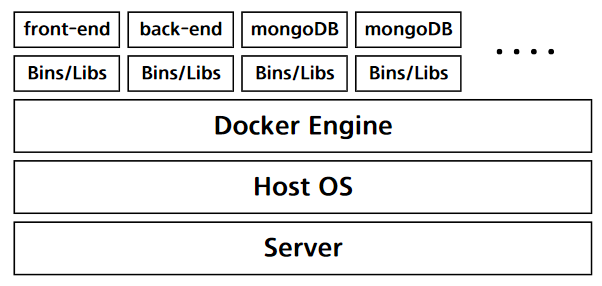 front-end back-end mongoDB mongoDB
Bins/Libs Bins/Libs Bins/Libs Bins/Libs
....
Docker Engine
Host OS
Server